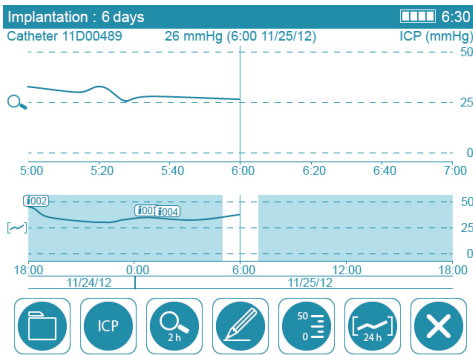 Implantation : 6 days 6:30
Catheter 11D00489 26 mmHg (6:00 11/25/12) ICP (mmHg)
50
25
0
5:00 5:20 5:40 6:00 6:20 6:40 7:00
i002 i004 50
25
0
18:00 0:00 6:00 12:00 18:00
11/24/12 11/25/12
ICP 2 h 50 0 24 h